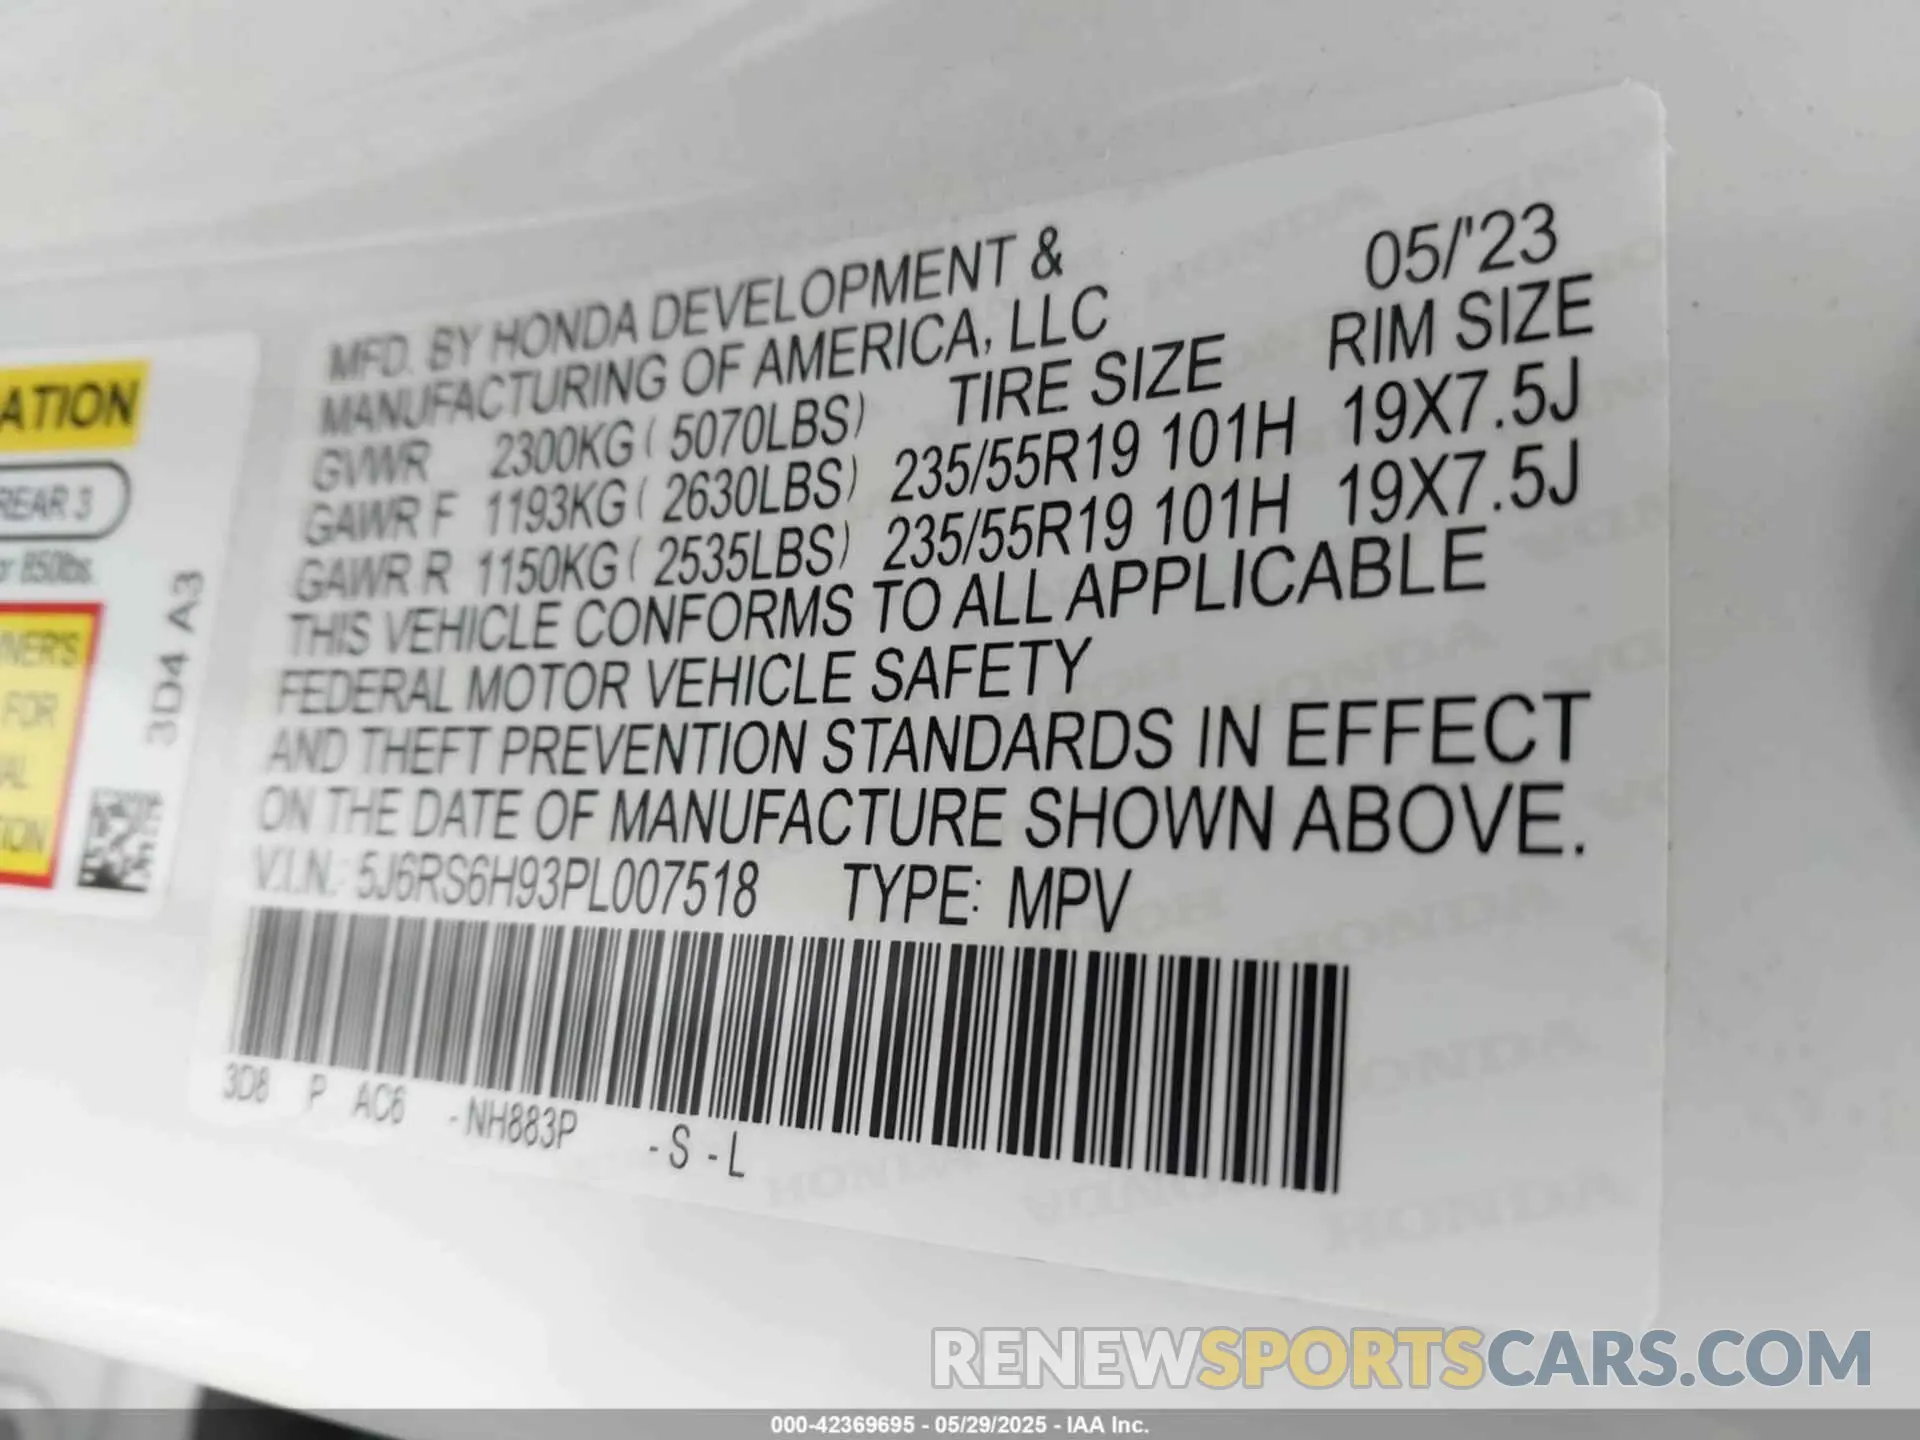 MFD. BY HONDA DEVELOPMENT & 05/'23
MANUFACTURING OF AMERICA, LLC
TIRE SIZE RIM SIZE
GVWR 2300KG ( 5070LBS)
GAWR F 1193KG ( 2630LBS) 235/55R19 101H 19X7.5J
GAWR R 1150KG ( 2535LBS) 235/55R19 101H 19X7.5J
THIS VEHICLE CONFORMS TO ALL APPLICABLE
FEDERAL MOTOR VEHICLE SAFETY
AND THEFT PREVENTION STANDARDS IN EFFECT
ON THE DATE OF MANUFACTURE SHOWN ABOVE.
V.I.N.: 5J6RS6H93PL007518 TYPE: MPV
3D8 P AC6 -NH883P -S-L
ATION
REAR 3
or 850lbs.
FOR
3D4 A3
HONDA
RENEWSPORTSCARS.COM
000-42369695 - 05/29/2025 - IAA Inc.